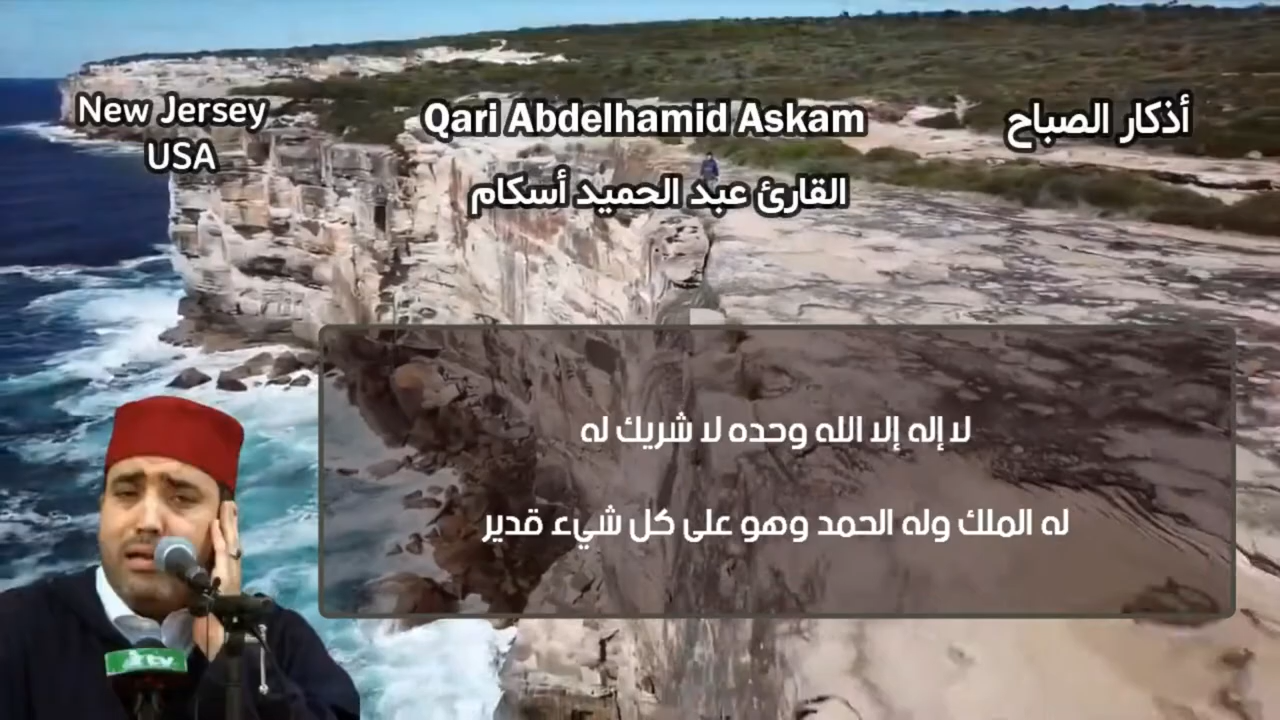 New Jersey
USA
Qari Abdelhamid Askam
القارئ عبد الحميد أسكام
أذكار الصباح
لا إله إلا الله وحده لا شريك له
له الملك وله الحمد وهو على كل شيء قدير